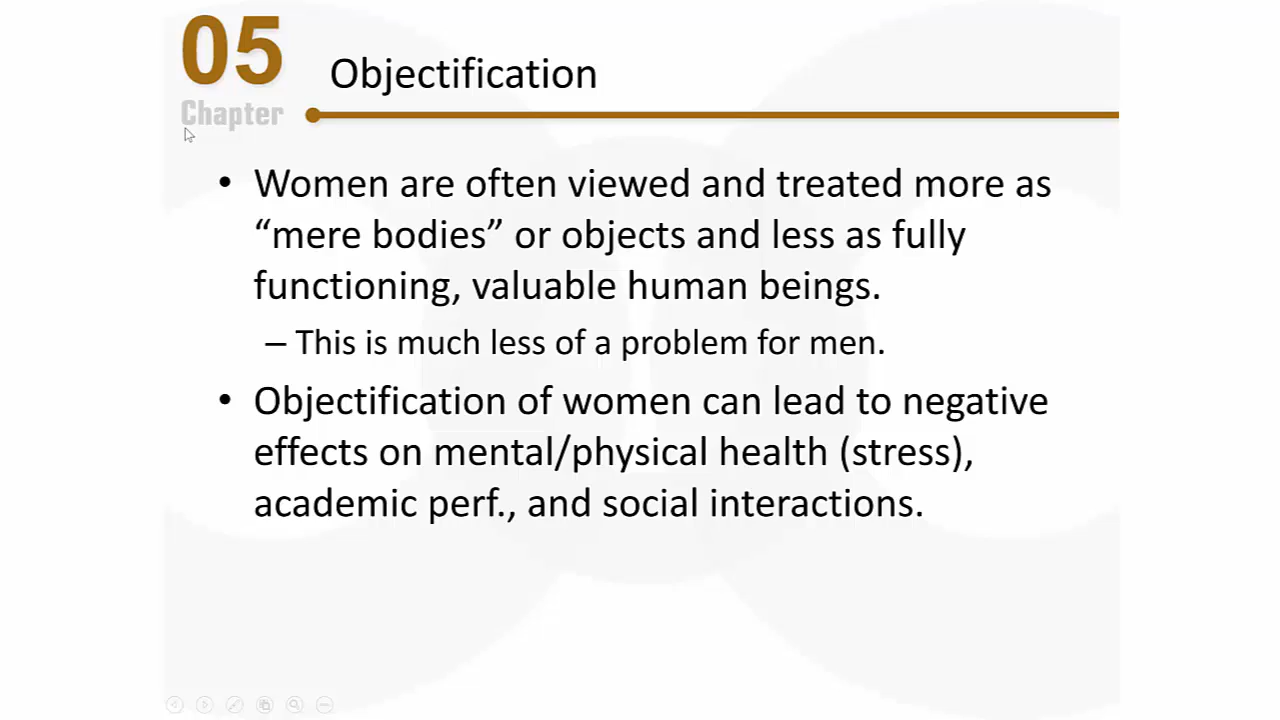 05
Chapter
Objectification
• Women are often viewed and treated more as
“mere bodies” or objects and less as fully
functioning, valuable human beings.
– This is much less of a problem for men.
• Objectification of women can lead to negative
effects on mental/physical health (stress),
academic perf., and social interactions.